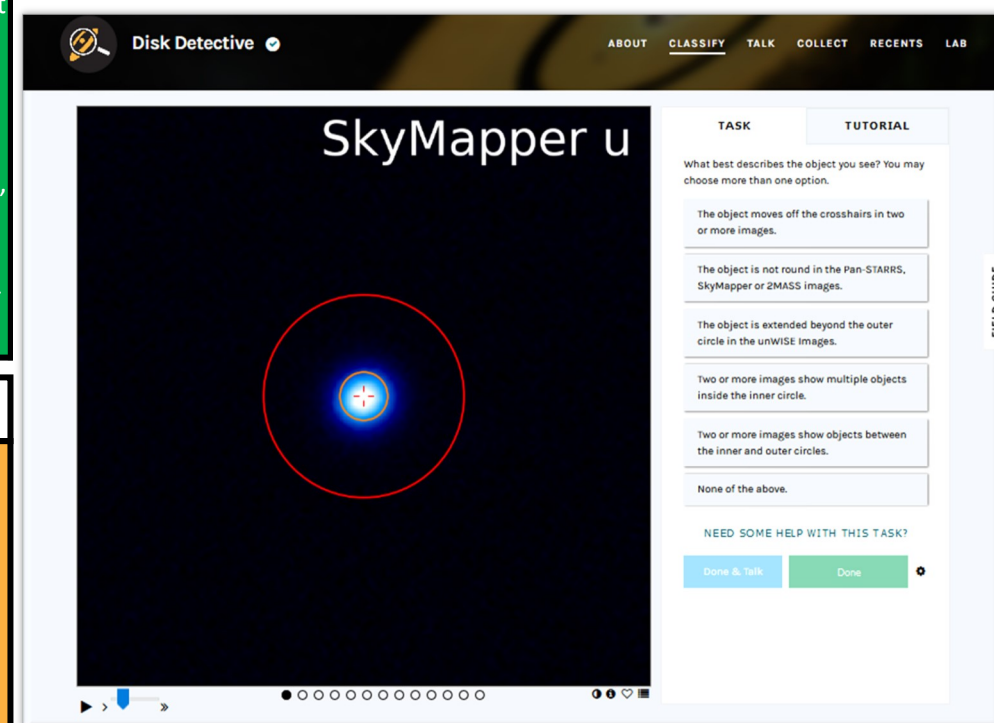 Disk Detective
ABOUT CLASSIFY TALK COLLECT RECENTS LAB
SkyMapper u
TASK TUTORIAL
What best describes the object you see? You may
choose more than one option.
The object moves off the crosshairs in two
or more images.
The object is not round in the Pan-STARRS,
SkyMapper or 2MASS images.
The object is extended beyond the outer
circle in the unWISE Images.
Two or more images show multiple objects
inside the inner circle.
Two or more images show objects between
the inner and outer circles.
None of the above.
NEED SOME HELP WITH THIS TASK?
Done & Talk Done